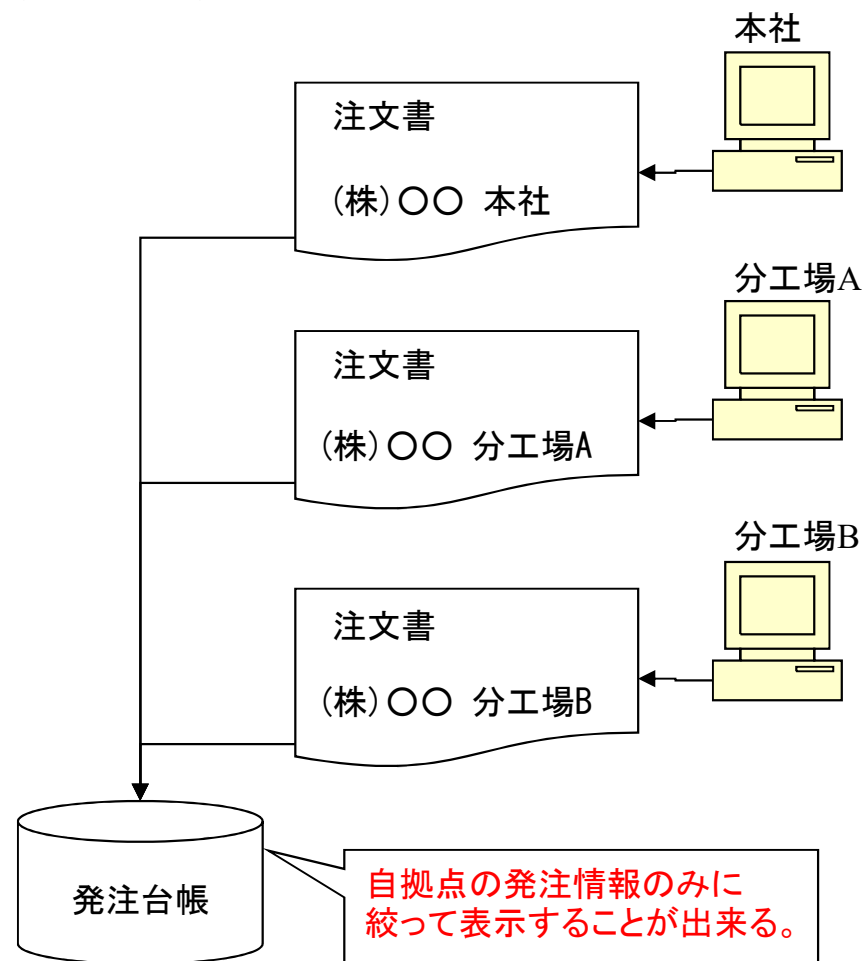 本社
注文書
(株)〇〇 本社
分工場A
注文書
(株)〇〇 分工場A
分工場B
注文書
(株)〇〇 分工場B
発注台帳
自拠点の発注情報のみに
絞って表示することが出来る。